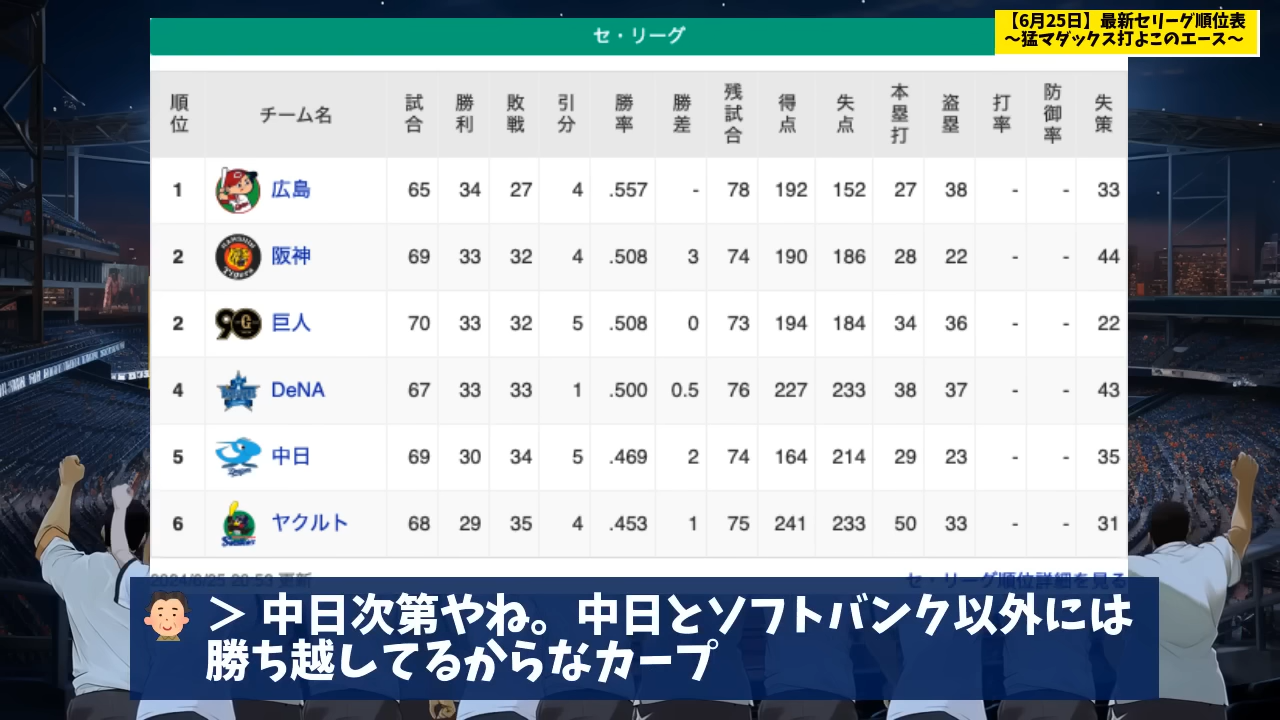 【6月25日】最新セリーグ順位表
～猛マダックス打よこのエース～
セ・リーグ
順位 チーム名 試合 勝利 敗戦 引分 勝率 勝差 残試合 得点 失点 本塁打 盗塁 打率 防御率 失策
1 広島 65 34 27 4 .557 - 78 192 152 27 38 - - 33
2 阪神 69 33 32 4 .508 3 74 190 186 28 22 - - 44
2 巨人 70 33 32 5 .508 0 73 194 184 34 36 - - 22
4 DeNA 67 33 33 1 .500 0.5 76 227 233 38 37 - - 43
5 中日 69 30 34 5 .469 2 74 164 214 29 23 - - 35
6 ヤクルト 68 29 35 4 .453 1 75 241 233 50 33 - - 31
セ・リーグ順位詳細を見る
＞ 中日次第やね。中日とソフトバンク以外には
勝ち越してるからなカープ